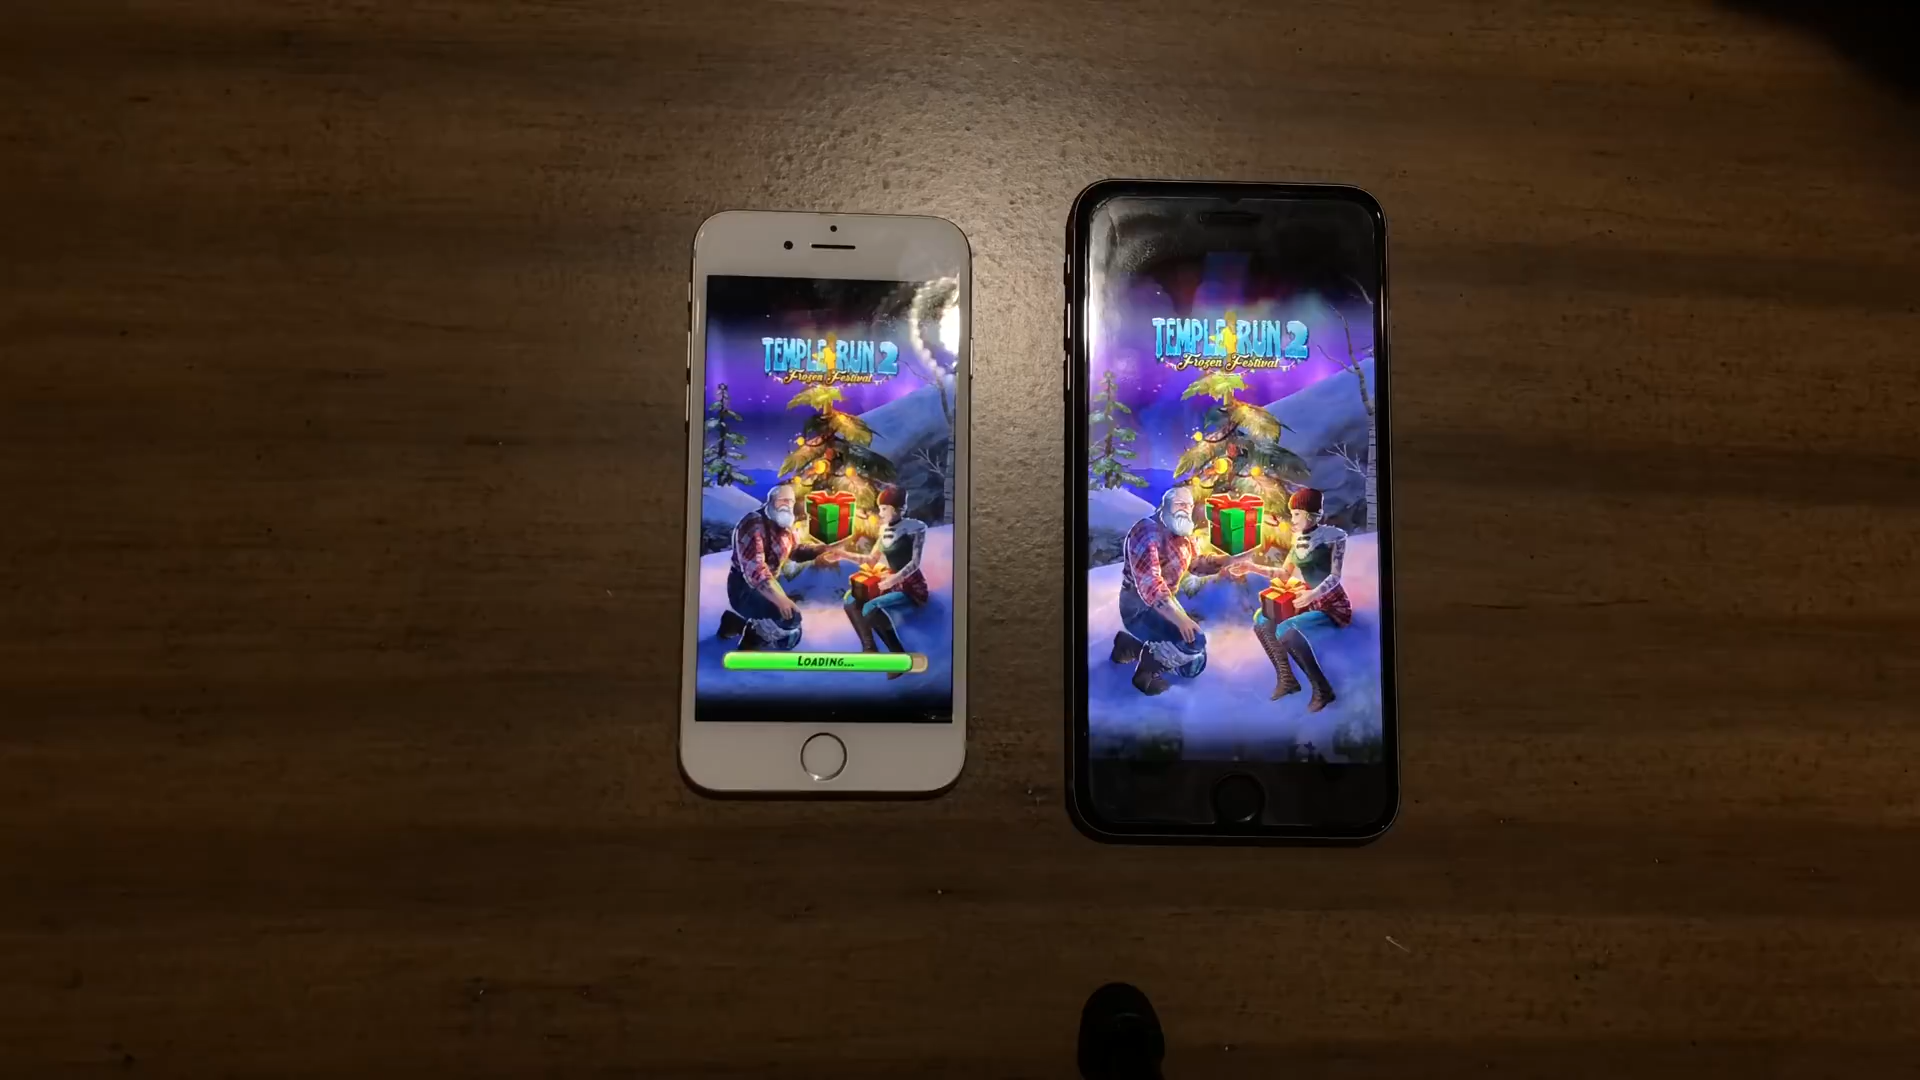 TEMPLE RUN 2
Frozen Festival
LOADING...
TEMPLE RUN 2
Frozen Festival